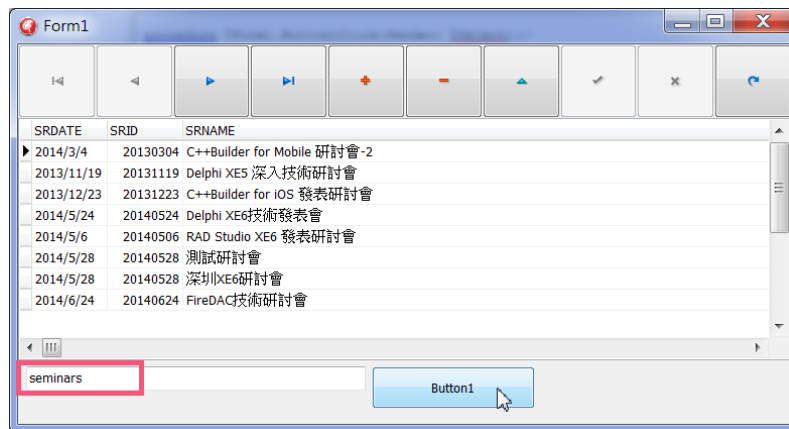 Form1
SRDATE SRID SRNAME
2014/3/4 20130304 C++Builder for Mobile 研討會-2
2013/11/19 20131119 Delphi XE5 深入技術研討會
2013/12/23 20131223 C++Builder for iOS 發表研討會
2014/5/24 20140524 Delphi XE6技術發表會
2014/5/6 20140506 RAD Studio XE6 發表研討會
2014/5/28 20140528 測試研討會
2014/5/28 20140528 深圳XE6研討會
2014/6/24 20140624 FireDAC技術研討會
seminars
Button1